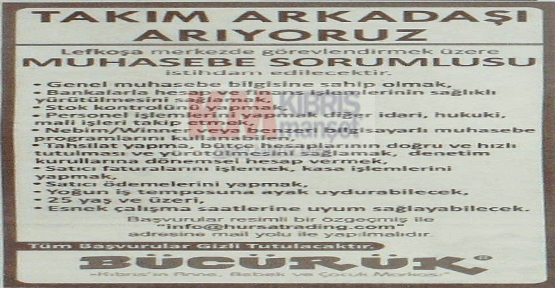 TAKIM ARKADAŞI
ARIYORUZ
Lefkoşa merkezde görevlendirmek üzere
MUHASEBE SORUMLUSU
istihdam edilecektir.
• Genel muhasebe bilgisine sahip olmak,
• Bankalarla hesap ve finans işlemlerinin sağlıklı
yürütülmesini sağlamak,
• Stok kontrolünü yapmak,
• Personel işlemlerini yapmak diğer idari, hukuki,
mali işleri takip etmek,
• Nebim/Winner veya benzeri bilgisayarlı muhasebe
programlarını kullanabilen,
• Tahsilat yapma, bütçe hesaplarının doğru ve hızlı
tutulması ve yürütülmesini sağlamak, denetim
kurullarına dönemsel hesap vermek,
• Satıcı faturalarını işlemek, kasa işlemlerini
yapmak,
• Satıcı ödemelerini yapmak,
• Yoğun iş temposuna ayak uydurabilecek,
• 25 yaş ve üzeri,
• Esnek çalışma saatlerine uyum sağlayabilecek.
Başvurular resimli bir özgeçmiş ile
"info@hursatrading.com"
adresine mail yolu ile yapılmalıdır.
Tüm Başvurular Gizli Tutulacaktır.
BÜCÜRÜK®
"Kıbrıs'ın Anne, Bebek ve Çocuk Merkezi"
KM KIBRIS
manşet